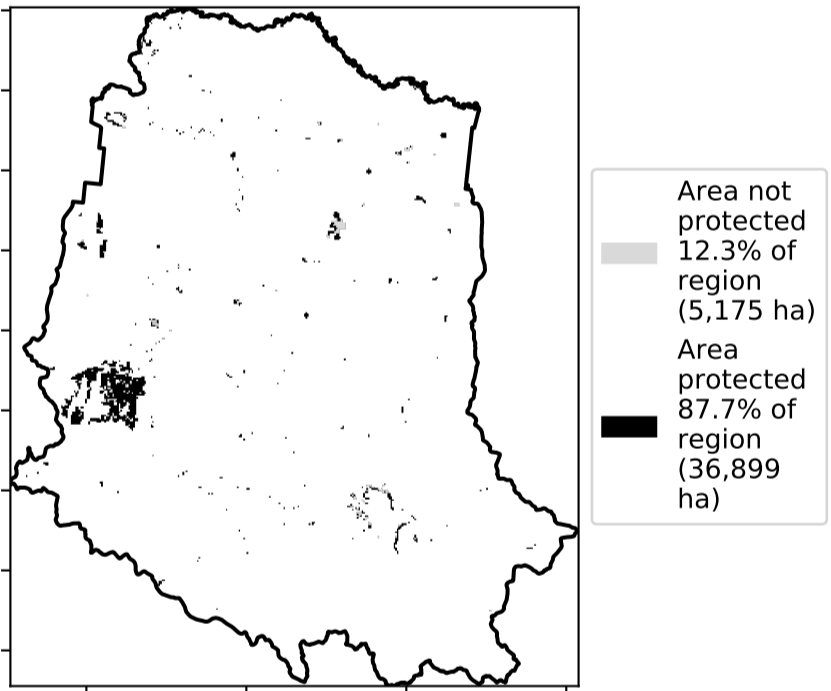 Area not
protected
12.3% of
region
(5,175 ha)
Area
protected
87.7% of
region
(36,899
ha)